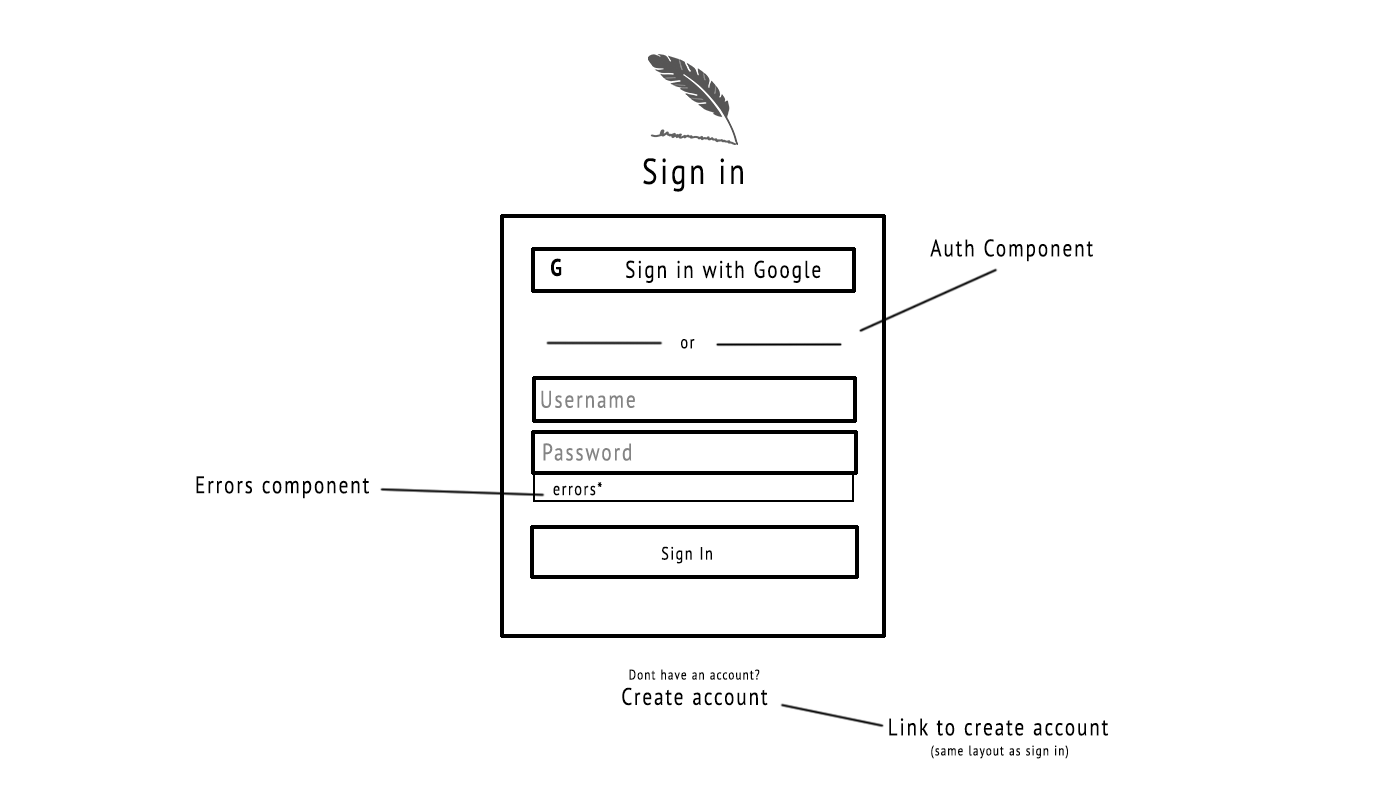 Sign in
Auth Component
G Sign in with Google
or
Username
Password
Errors component
errors*
Sign In
Dont have an account?
Create account
Link to create account
(same layout as sign in)